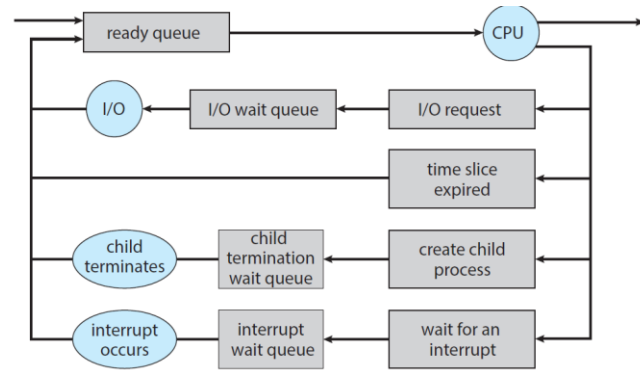 ready queue
CPU
I/O
I/O wait queue
I/O request
time slice
expired
child
terminates
child
termination
wait queue
create child
process
interrupt
occurs
interrupt
wait queue
wait for an
interrupt